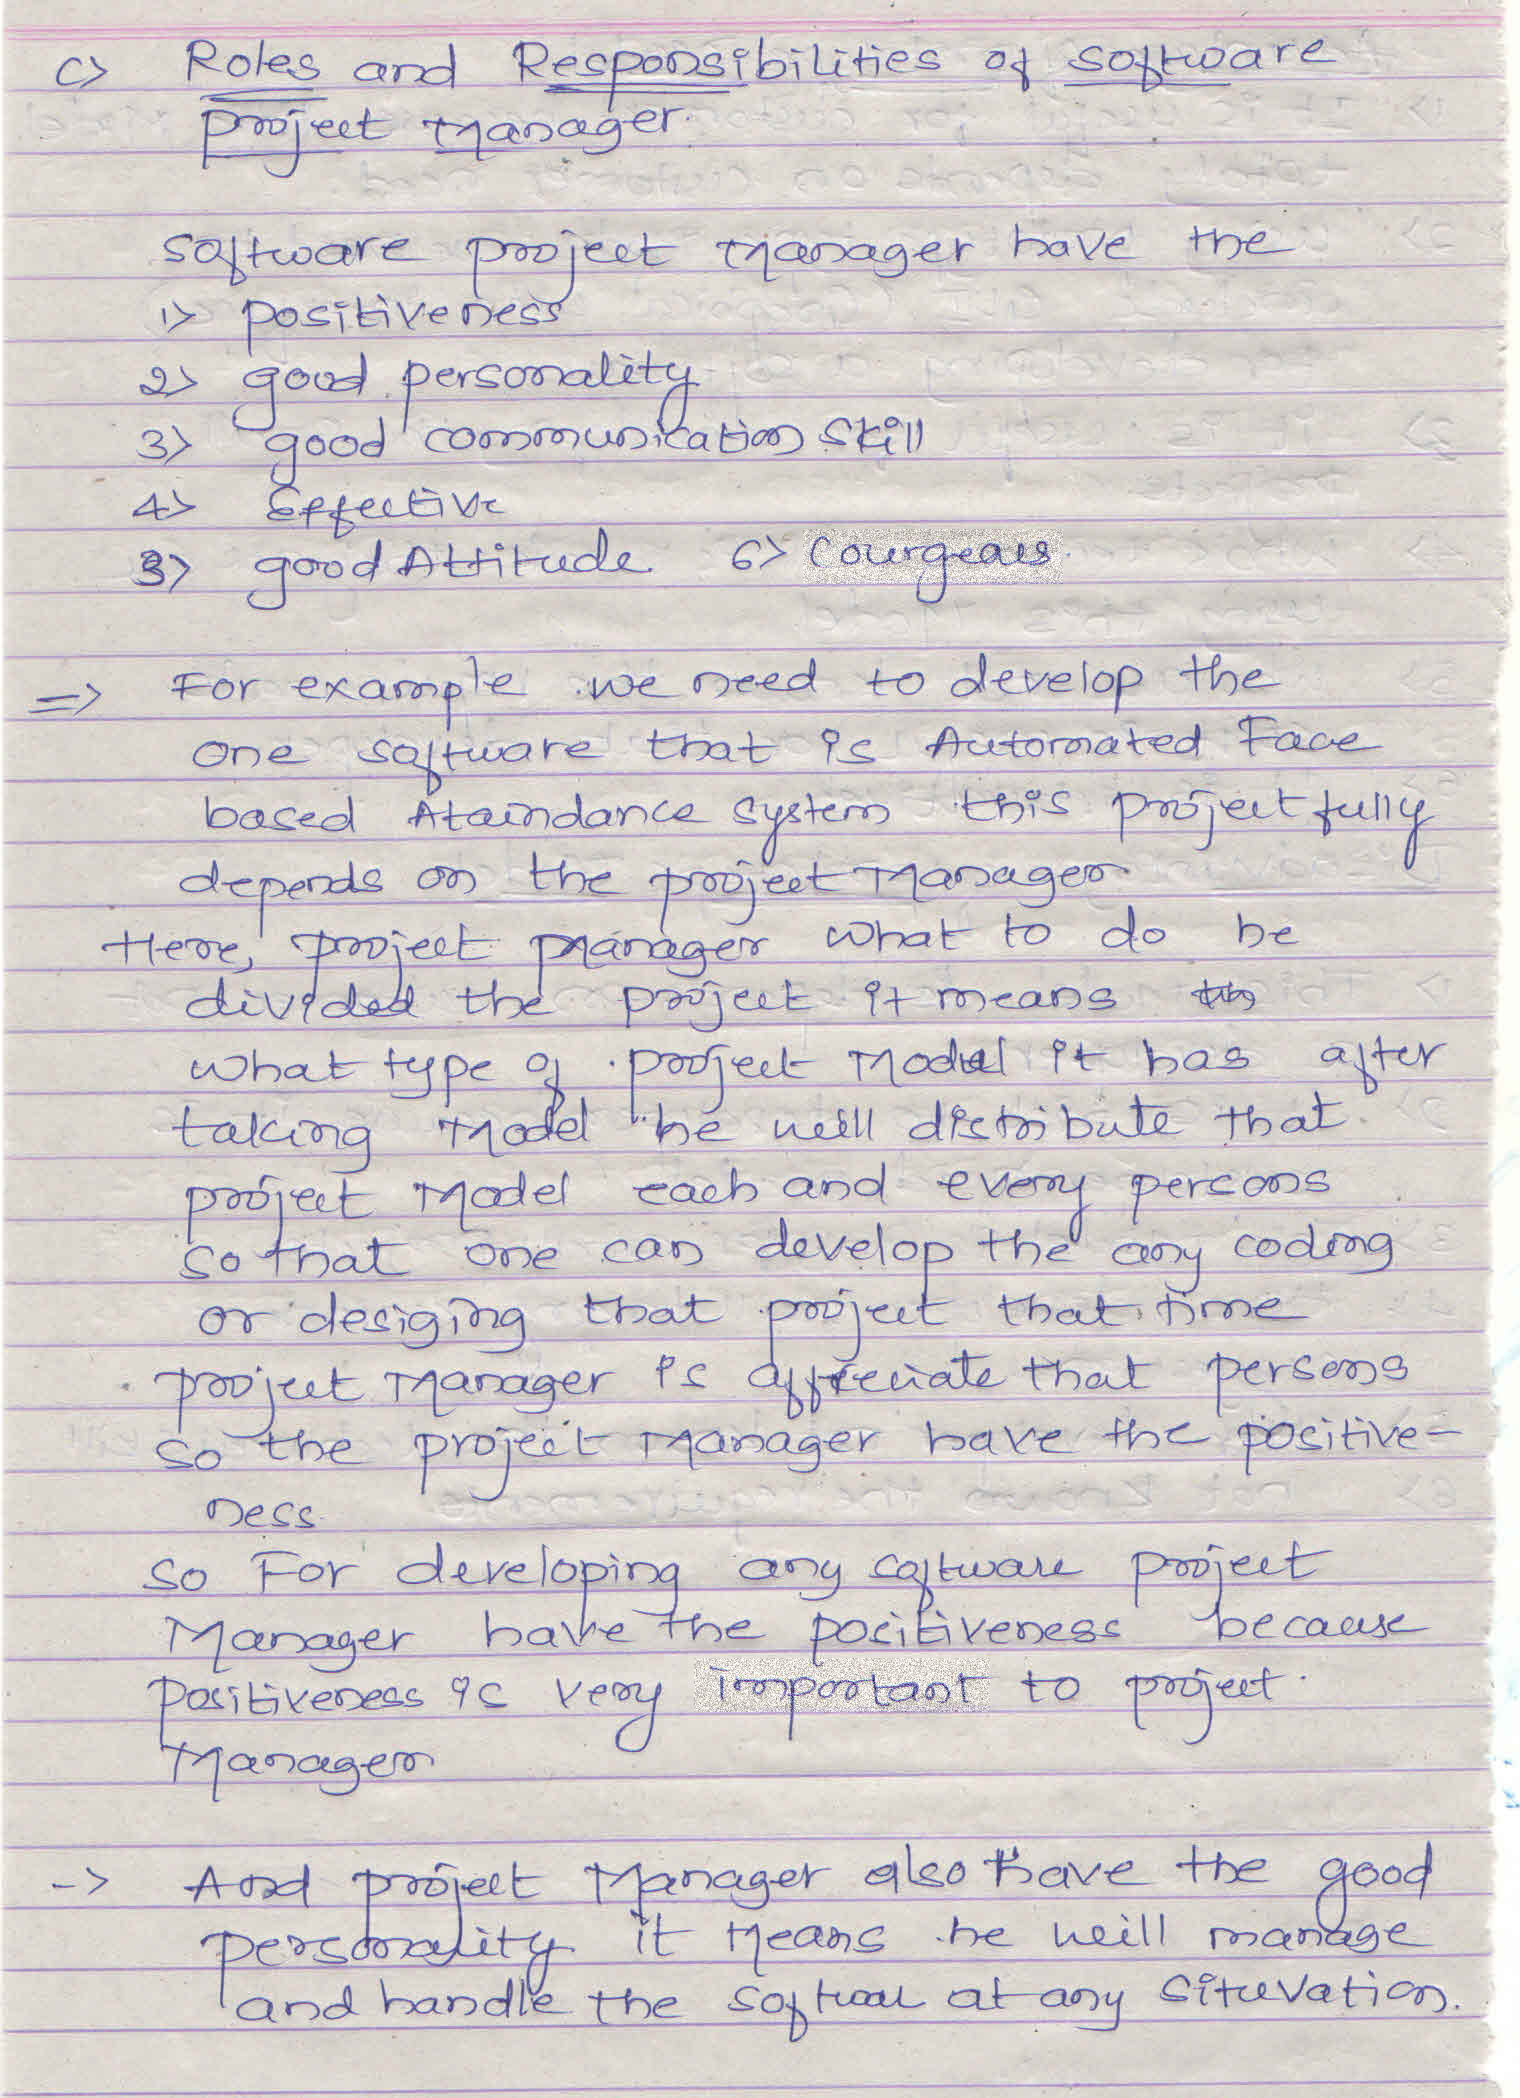 c> Roles and Responsibilities of software
project Manager.
software project Manager have the
1> positiveness
2> good personality
3> good communication skill
4> Effective
5> good Attitude 6> Courgeous.
=> For example we need to develop the
one software that is Automated Face
based Ataindance system this project fully
depends on the project Manager
Here, project manager what to do he
divided the project it means
what type of project Model it has after
taking Model he will distribute that
project Model each and every persons
so that one can develop the any coding
or desiging that project that time
project Manager is appreciate that persons
so the project Manager have the positive-
ness
so For developing any software project
Manager have the positiveness because
positiveness is very important to project
Manager
-> And project Manager also have the good
personality it Means he will manage
and handle the software at any situvation.